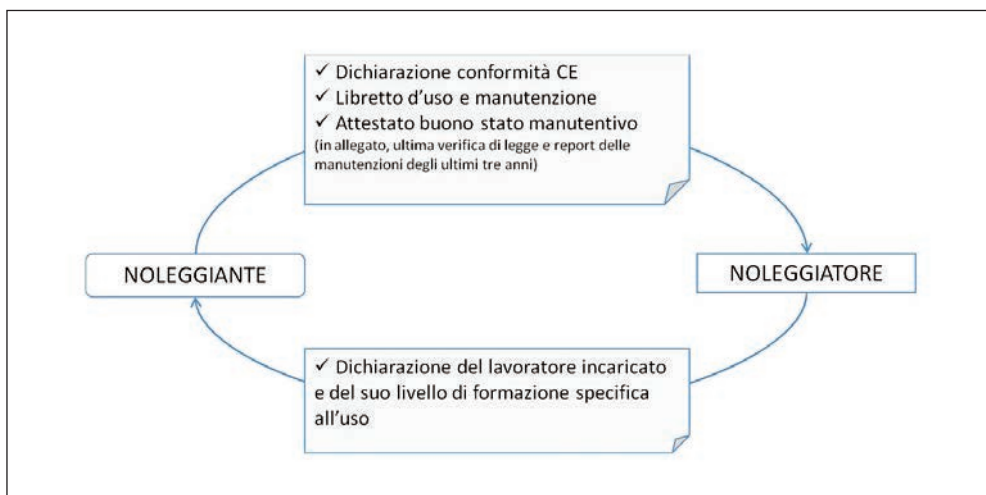 ✓ Dichiarazione conformità CE
✓ Libretto d'uso e manutenzione
✓ Attestato buono stato manutentivo
(in allegato, ultima verifica di legge e report delle
manutenzioni degli ultimi tre anni)
NOLEGGIANTE
NOLEGGIATORE
✓ Dichiarazione del lavoratore incaricato
e del suo livello di formazione specifica
all'uso